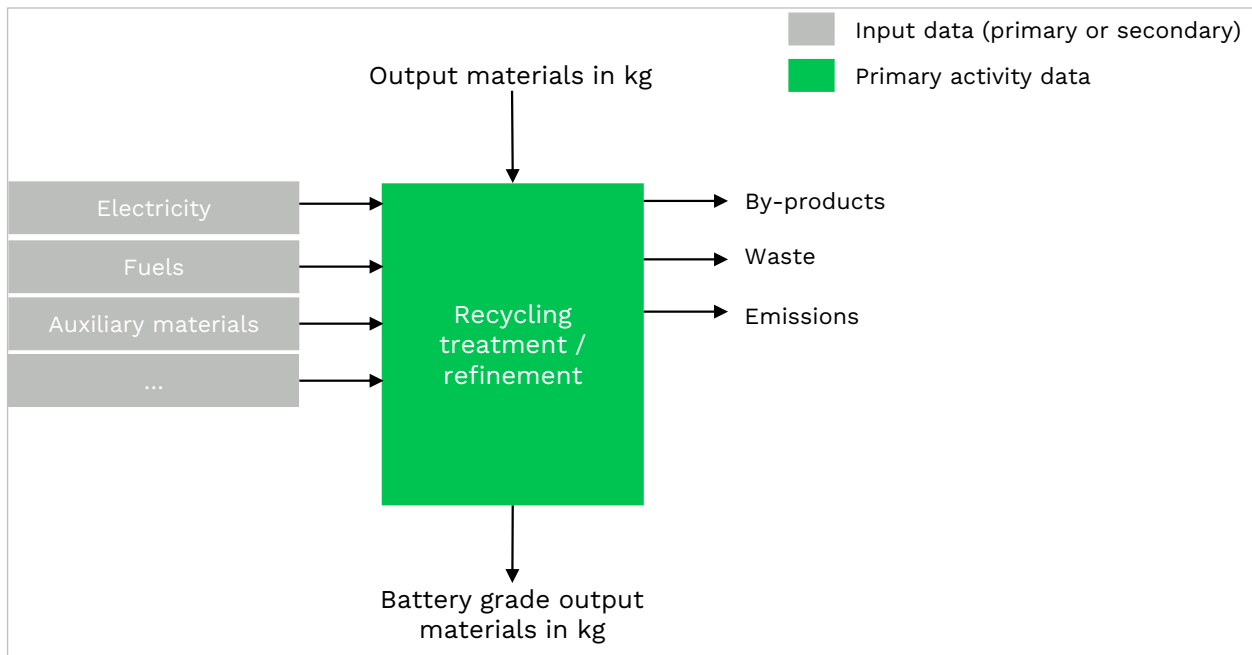 Input data (primary or secondary)
Primary activity data
Output materials in kg
Electricity
Fuels
Auxiliary materials
...
Recycling
treatment /
refinement
By-products
Waste
Emissions
Battery grade output
materials in kg